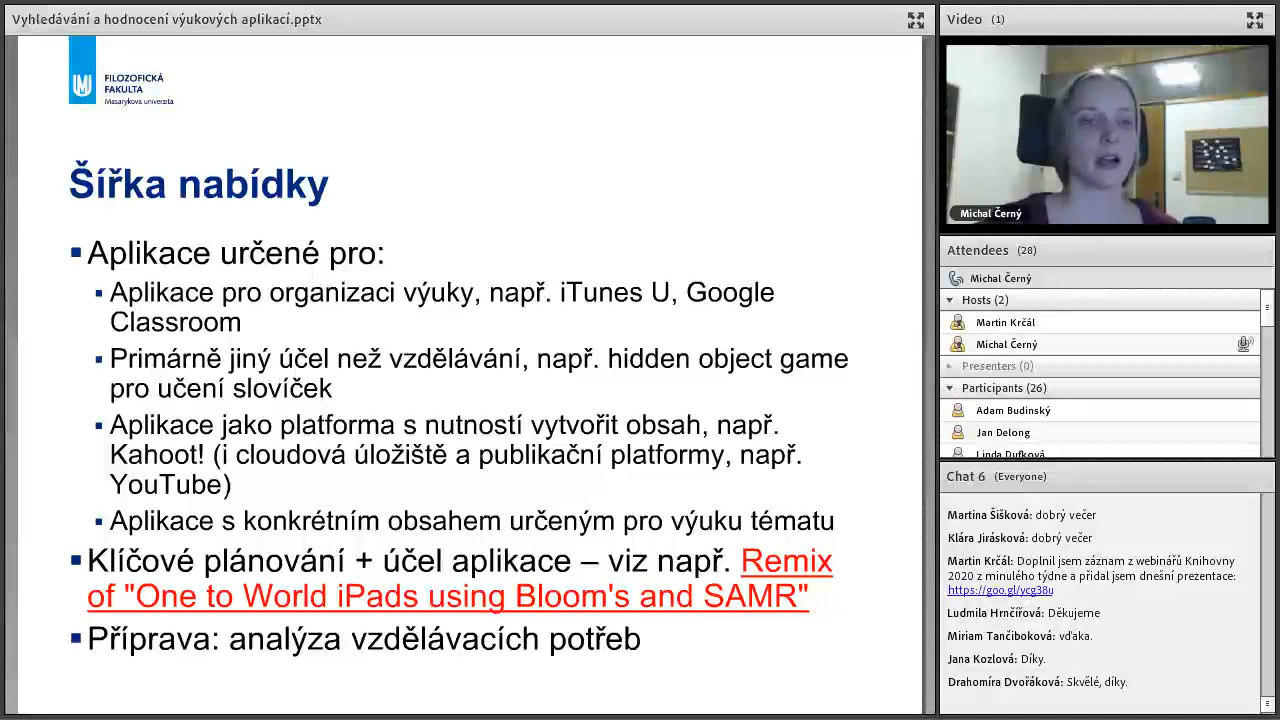 Vyhledávání a hodnocení výukových aplikací.pptx
FILOZOFICKÁ
FAKULTA
Masarykova univerzita
Šířka nabídky
Aplikace určené pro:
Aplikace pro organizaci výuky, např. iTunes U, Google
Classroom
Primárně jiný účel než vzdělávání, např. hidden object game
pro učení slovíček
Aplikace jako platforma s nutností vytvořit obsah, např.
Kahoot! (i cloudová úložiště a publikační platformy, např.
YouTube)
Aplikace s konkrétním obsahem určeným pro výuku tématu
Klíčové plánování + účel aplikace – viz např. Remix
of "One to World iPads using Bloom's and SAMR"
Příprava: analýza vzdělávacích potřeb
Video (1)
Michal Černý
Attendees (28)
Michal Černý
Hosts (2)
Martin Krčál
Michal Černý
Presenters (0)
Participants (26)
Adam Budinský
Jan Delong
Linda Dufková
Chat 6 (Everyone)
Martina Šišková: dobrý večer
Klára Jirásková: dobrý večer
Martin Krčál: Doplnil jsem záznam z webinářů Knihovny
2020 z minulého týdne a přidal jsem dnešní prezentace
https://goo.gl/ycg38u
Ludmila Hrnčířová: Děkujeme
Miriam Tančiboková: vďaka.
Jana Kozlová: Díky.
Drahomíra Dvořáková: Skvělé, díky.